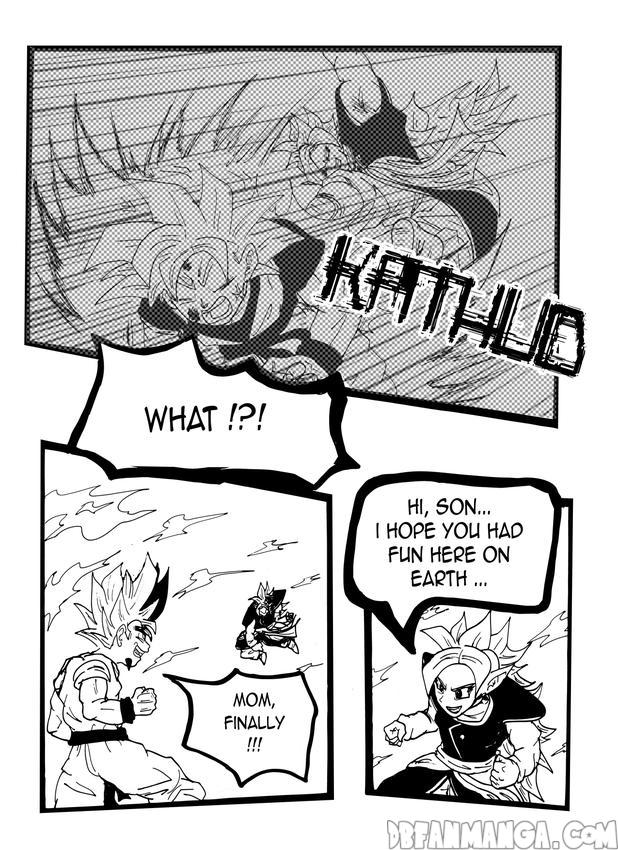 KATHUD
WHAT !?!
MOM,
FINALLY
!!!
HI, SON...
I HOPE YOU HAD
FUN HERE ON
EARTH ...
DBFANMANGA.COM